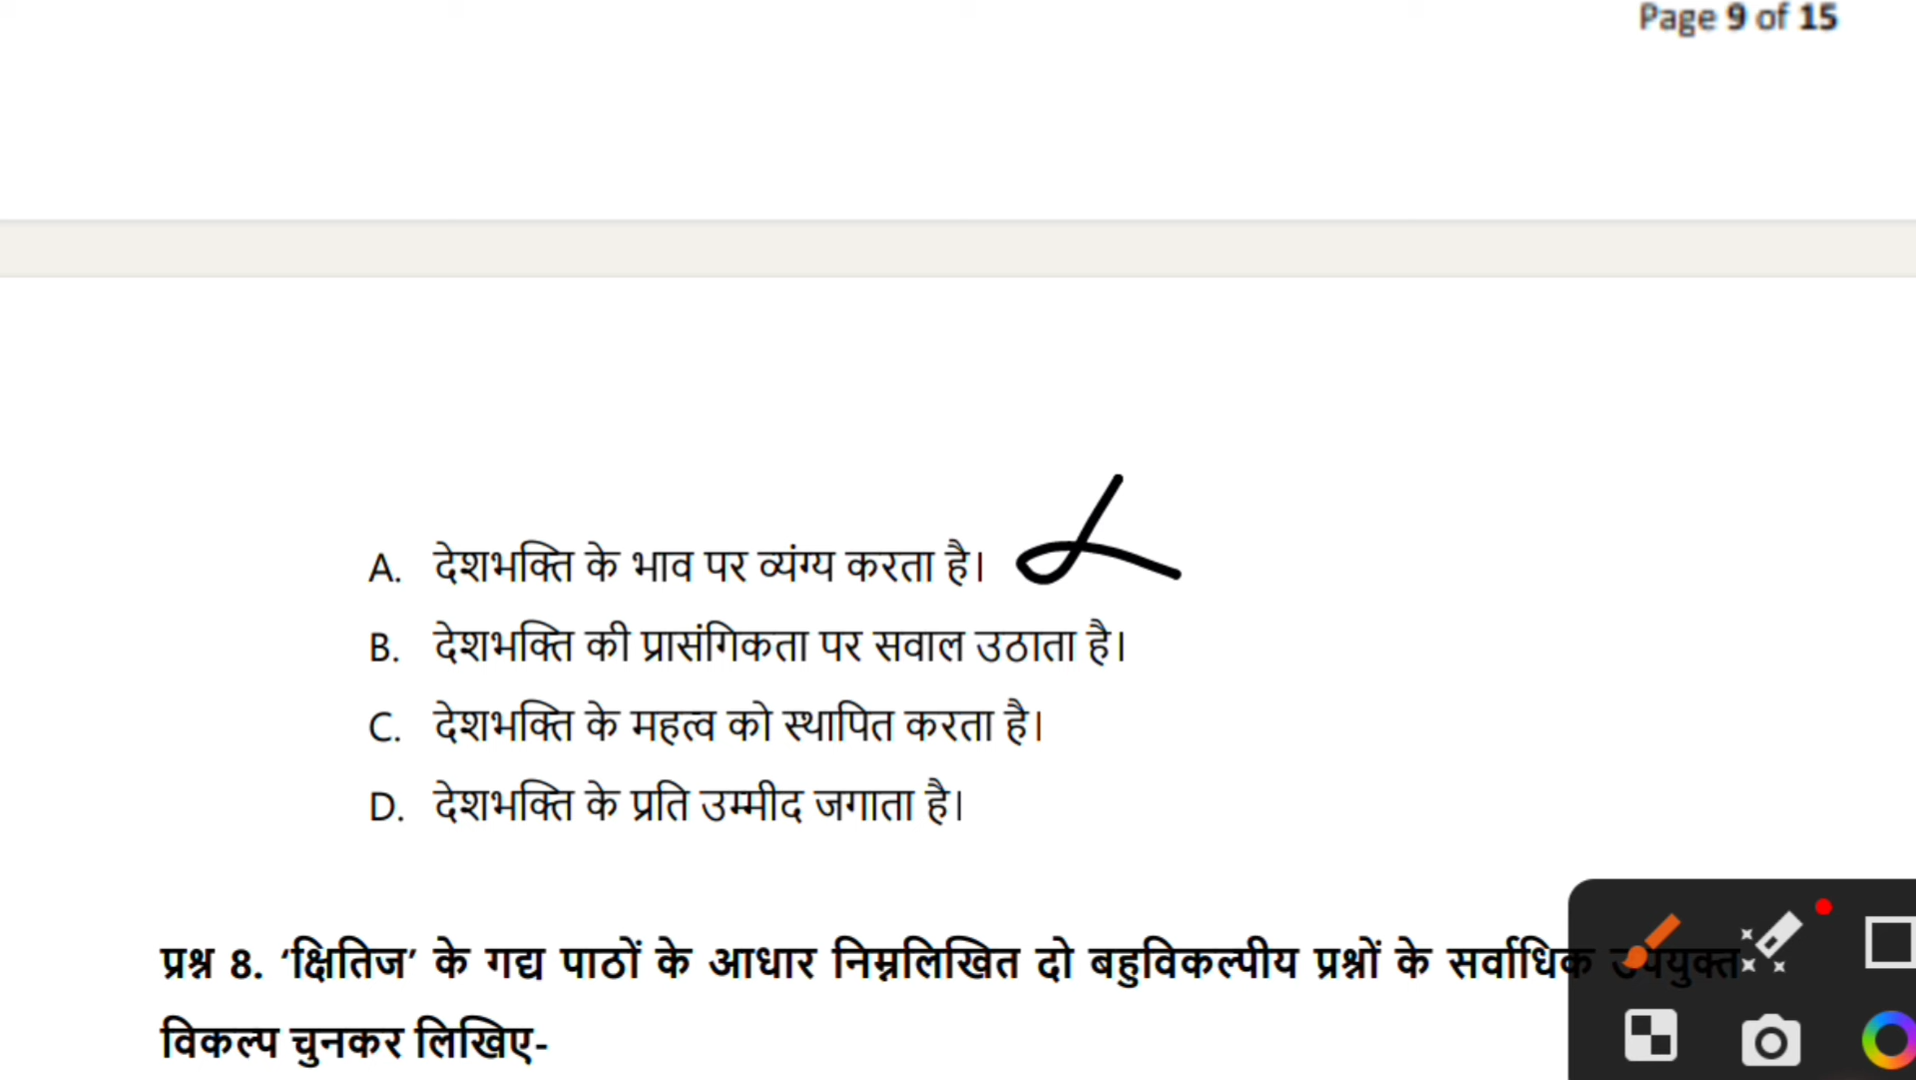 Page 9 of 15
A. देशभक्ति के भाव पर व्यंग्य करता है।
B. देशभक्ति की प्रासंगिकता पर सवाल उठाता है।
C. देशभक्ति के महत्व को स्थापित करता है।
D. देशभक्ति के प्रति उम्मीद जगाता है।
प्रश्न 8. ‘क्षितिज’ के गद्य पाठों के आधार निम्नलिखित दो बहुविकल्पीय प्रश्नों के सर्वाधिक उपयुक्त
विकल्प चुनकर लिखिए-